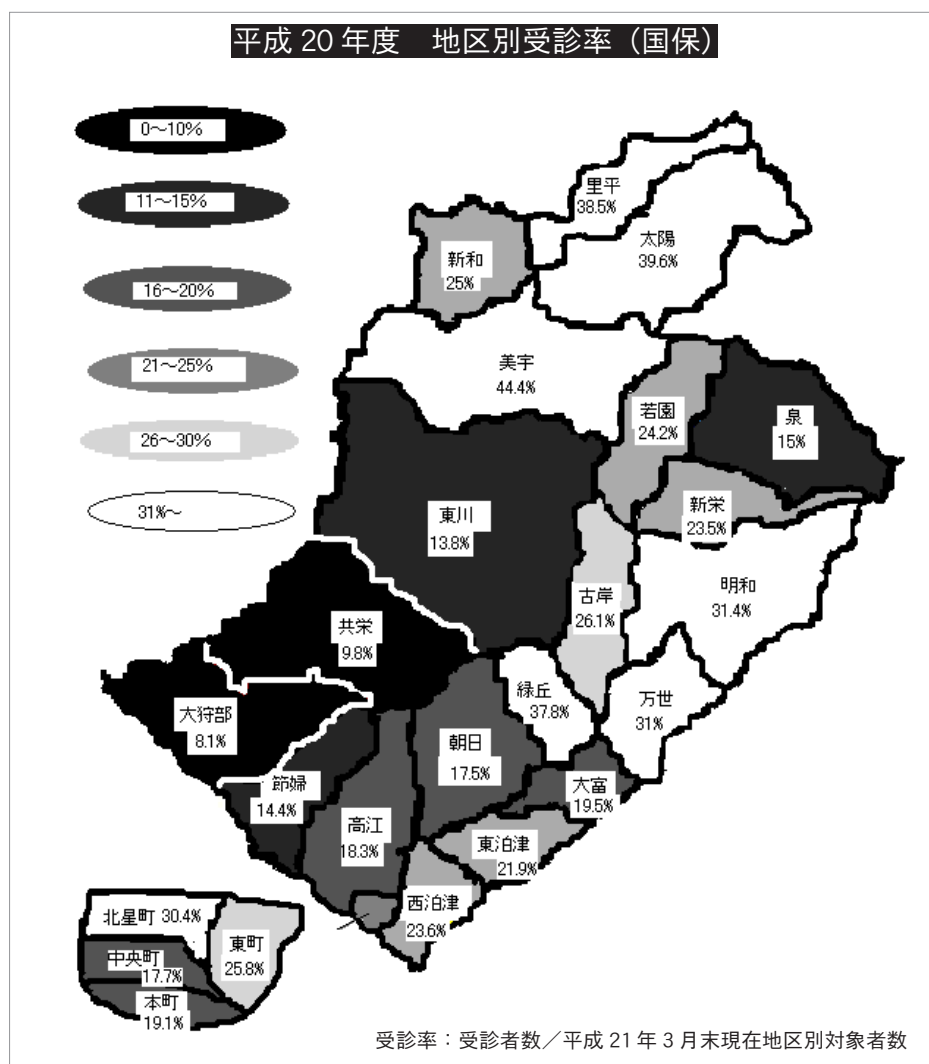 平成 20 年度　地区別受診率（国保）
0～10%
11～15%
16～20%
21～25%
26～30%
31%～
里平
38.5%
太陽
39.6%
新和
25%
美宇
44.4%
若園
24.2%
泉
15%
新栄
23.5%
東川
13.8%
明和
31.4%
古岸
26.1%
共栄
9.8%
緑丘
37.8%
万世
31%
大狩部
8.1%
朝日
17.5%
節婦
14.4%
大富
19.5%
高江
18.3%
東泊津
21.9%
西泊津
23.6%
北星町 30.4%
東町
25.8%
中央町
17.7%
本町
19.1%
受診率：受診者数／平成 21 年 3 月末現在地区別対象者数